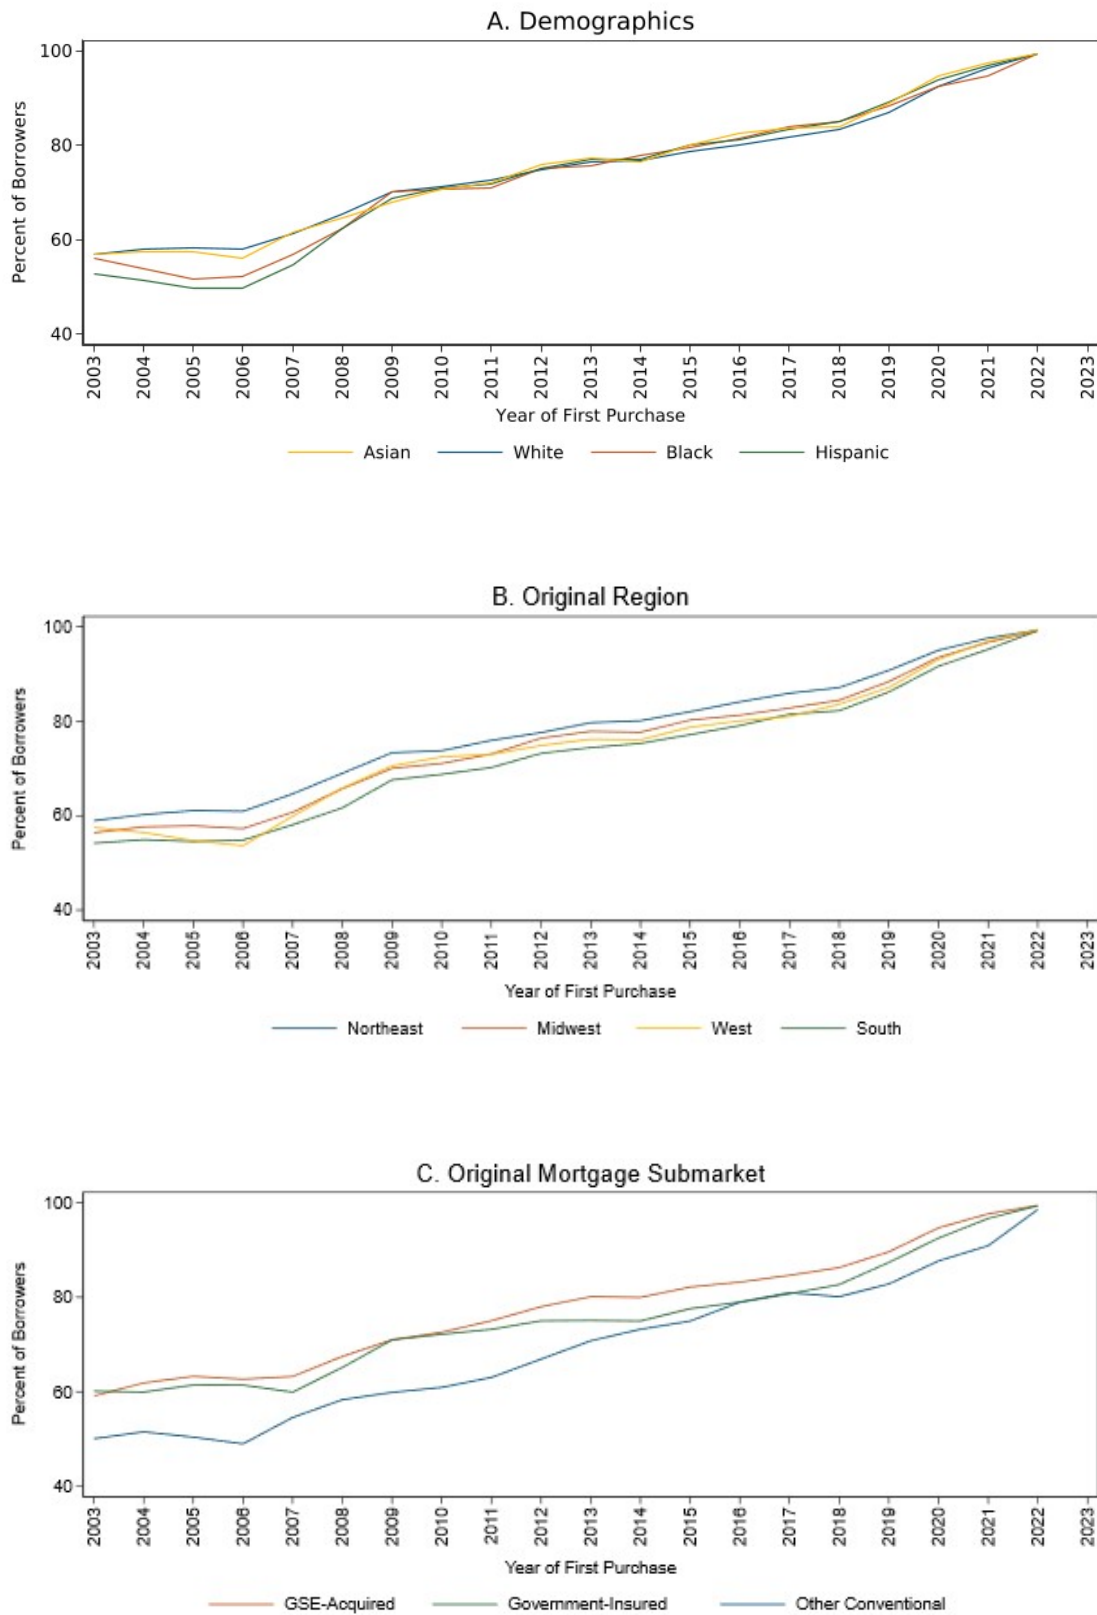 A. Demographics
100
80
60
40
Percent of Borrowers
2003 2004 2005 2006 2007 2008 2009 2010 2011 2012 2013 2014 2015 2016 2017 2018 2019 2020 2021 2022 2023
Year of First Purchase
Asian White Black Hispanic
B. Original Region
100
80
60
40
Percent of Borrowers
2003 2004 2005 2006 2007 2008 2009 2010 2011 2012 2013 2014 2015 2016 2017 2018 2019 2020 2021 2022 2023
Year of First Purchase
Northeast Midwest West South
C. Original Mortgage Submarket
100
80
60
40
Percent of Borrowers
2003 2004 2005 2006 2007 2008 2009 2010 2011 2012 2013 2014 2015 2016 2017 2018 2019 2020 2021 2022 2023
Year of First Purchase
GSE-Acquired Government-Insured Other Conventional